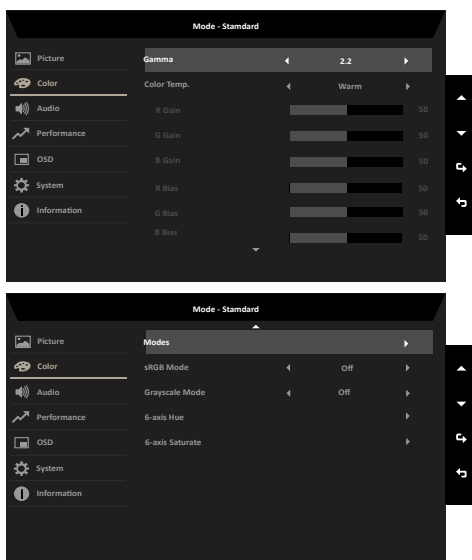 Mode - Stamdard
Picture
Gamma 2.2
Color
Color Temp. Warm
Audio
R Gain 50
Performance
G Gain 50
OSD
B Gain 50
System
R Bias 50
Information
G Bias 50
B Bias 50
Mode - Stamdard
Picture
Modes
Color
sRGB Mode Off
Audio
Grayscale Mode Off
Performance
6-axis Hue
OSD
6-axis Saturate
System
Information